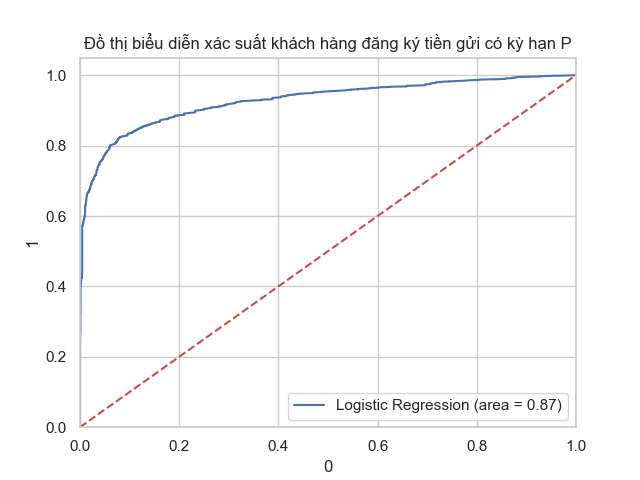 Đồ thị biểu diễn xác suất khách hàng đăng ký tiền gửi có kỳ hạn P
1.0
0.8
0.6
0.4
0.2
0.0
1
Logistic Regression (area = 0.87)
0.0 0.2 0.4 0.6 0.8 1.0
0